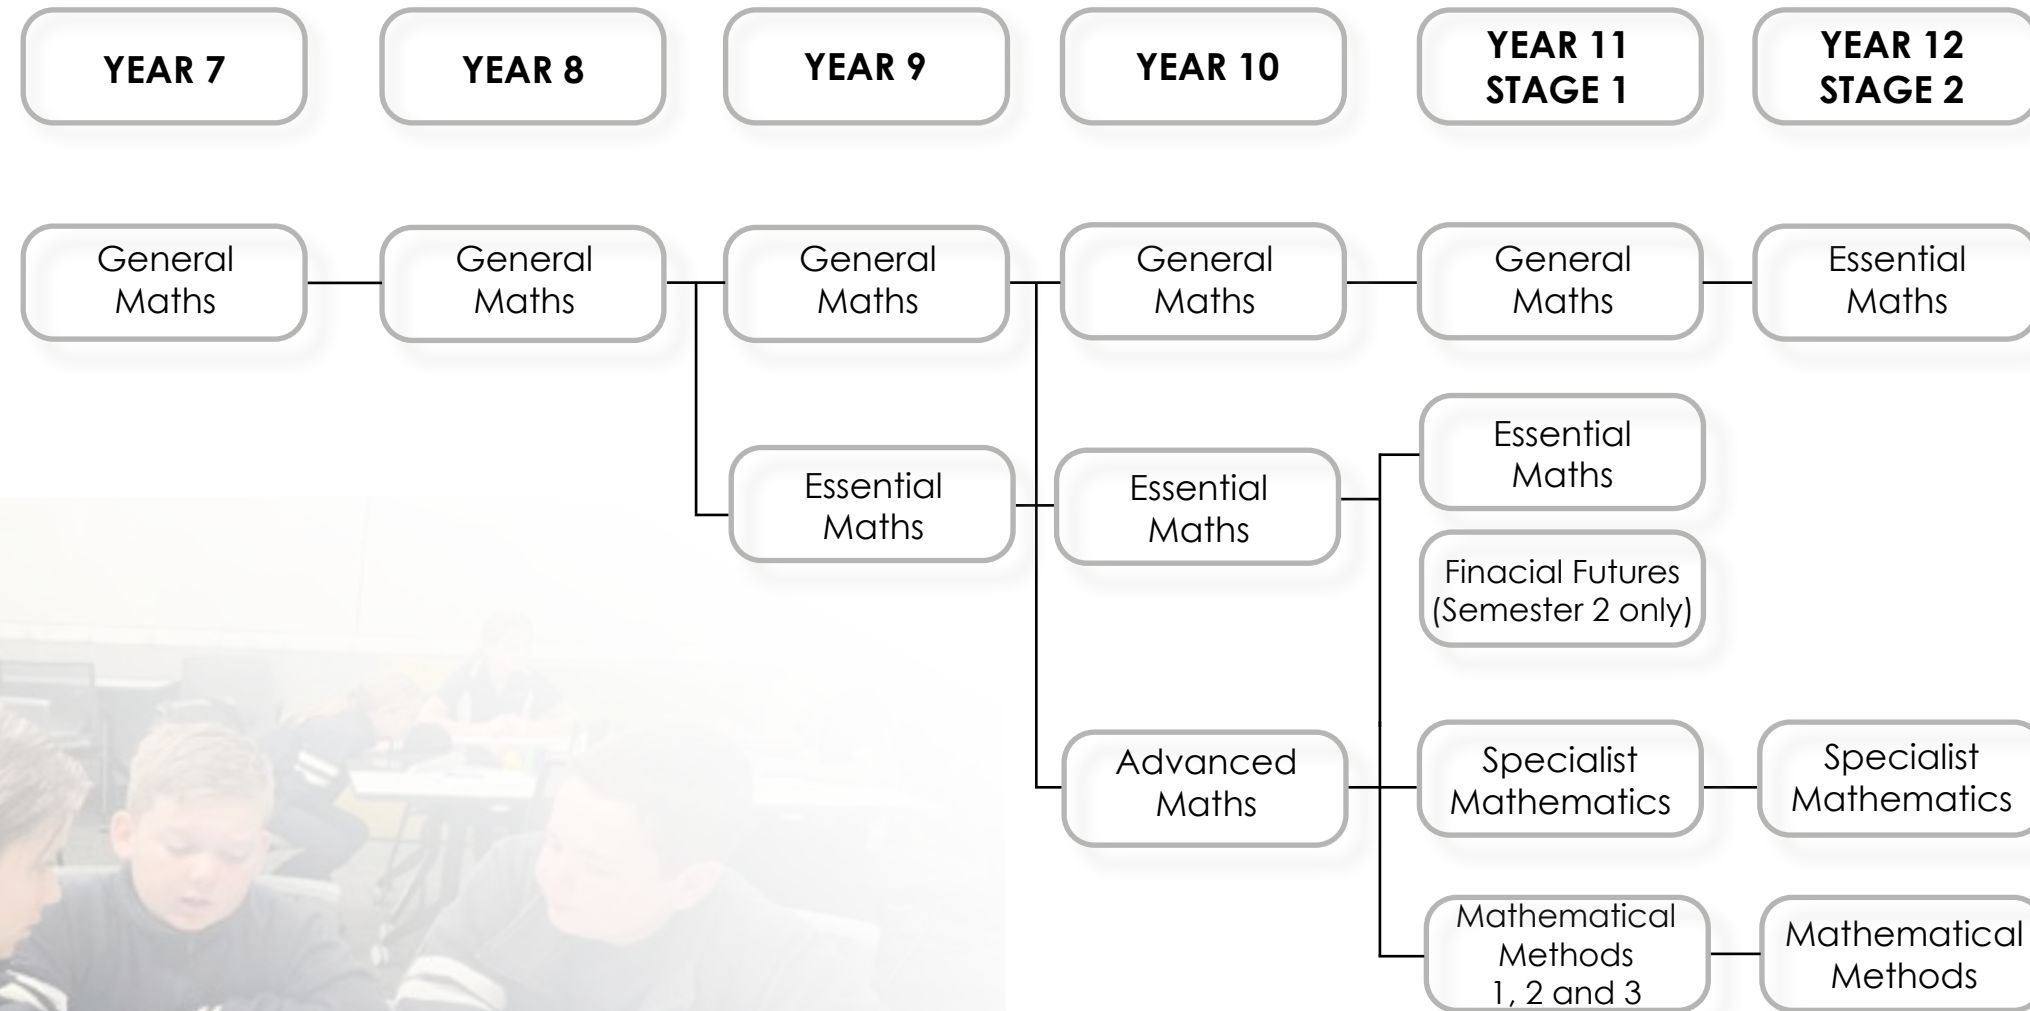 YEAR 7
YEAR 8
YEAR 9
YEAR 10
YEAR 11
STAGE 1
YEAR 12
STAGE 2
General
Maths
General
Maths
General
Maths
General
Maths
General
Maths
Essential
Maths
Essential
Maths
Essential
Maths
Essential
Maths
Finacial Futures
(Semester 2 only)
Advanced
Maths
Specialist
Mathematics
Specialist
Mathematics
Mathematical
Methods
1, 2 and 3
Mathematical
Methods